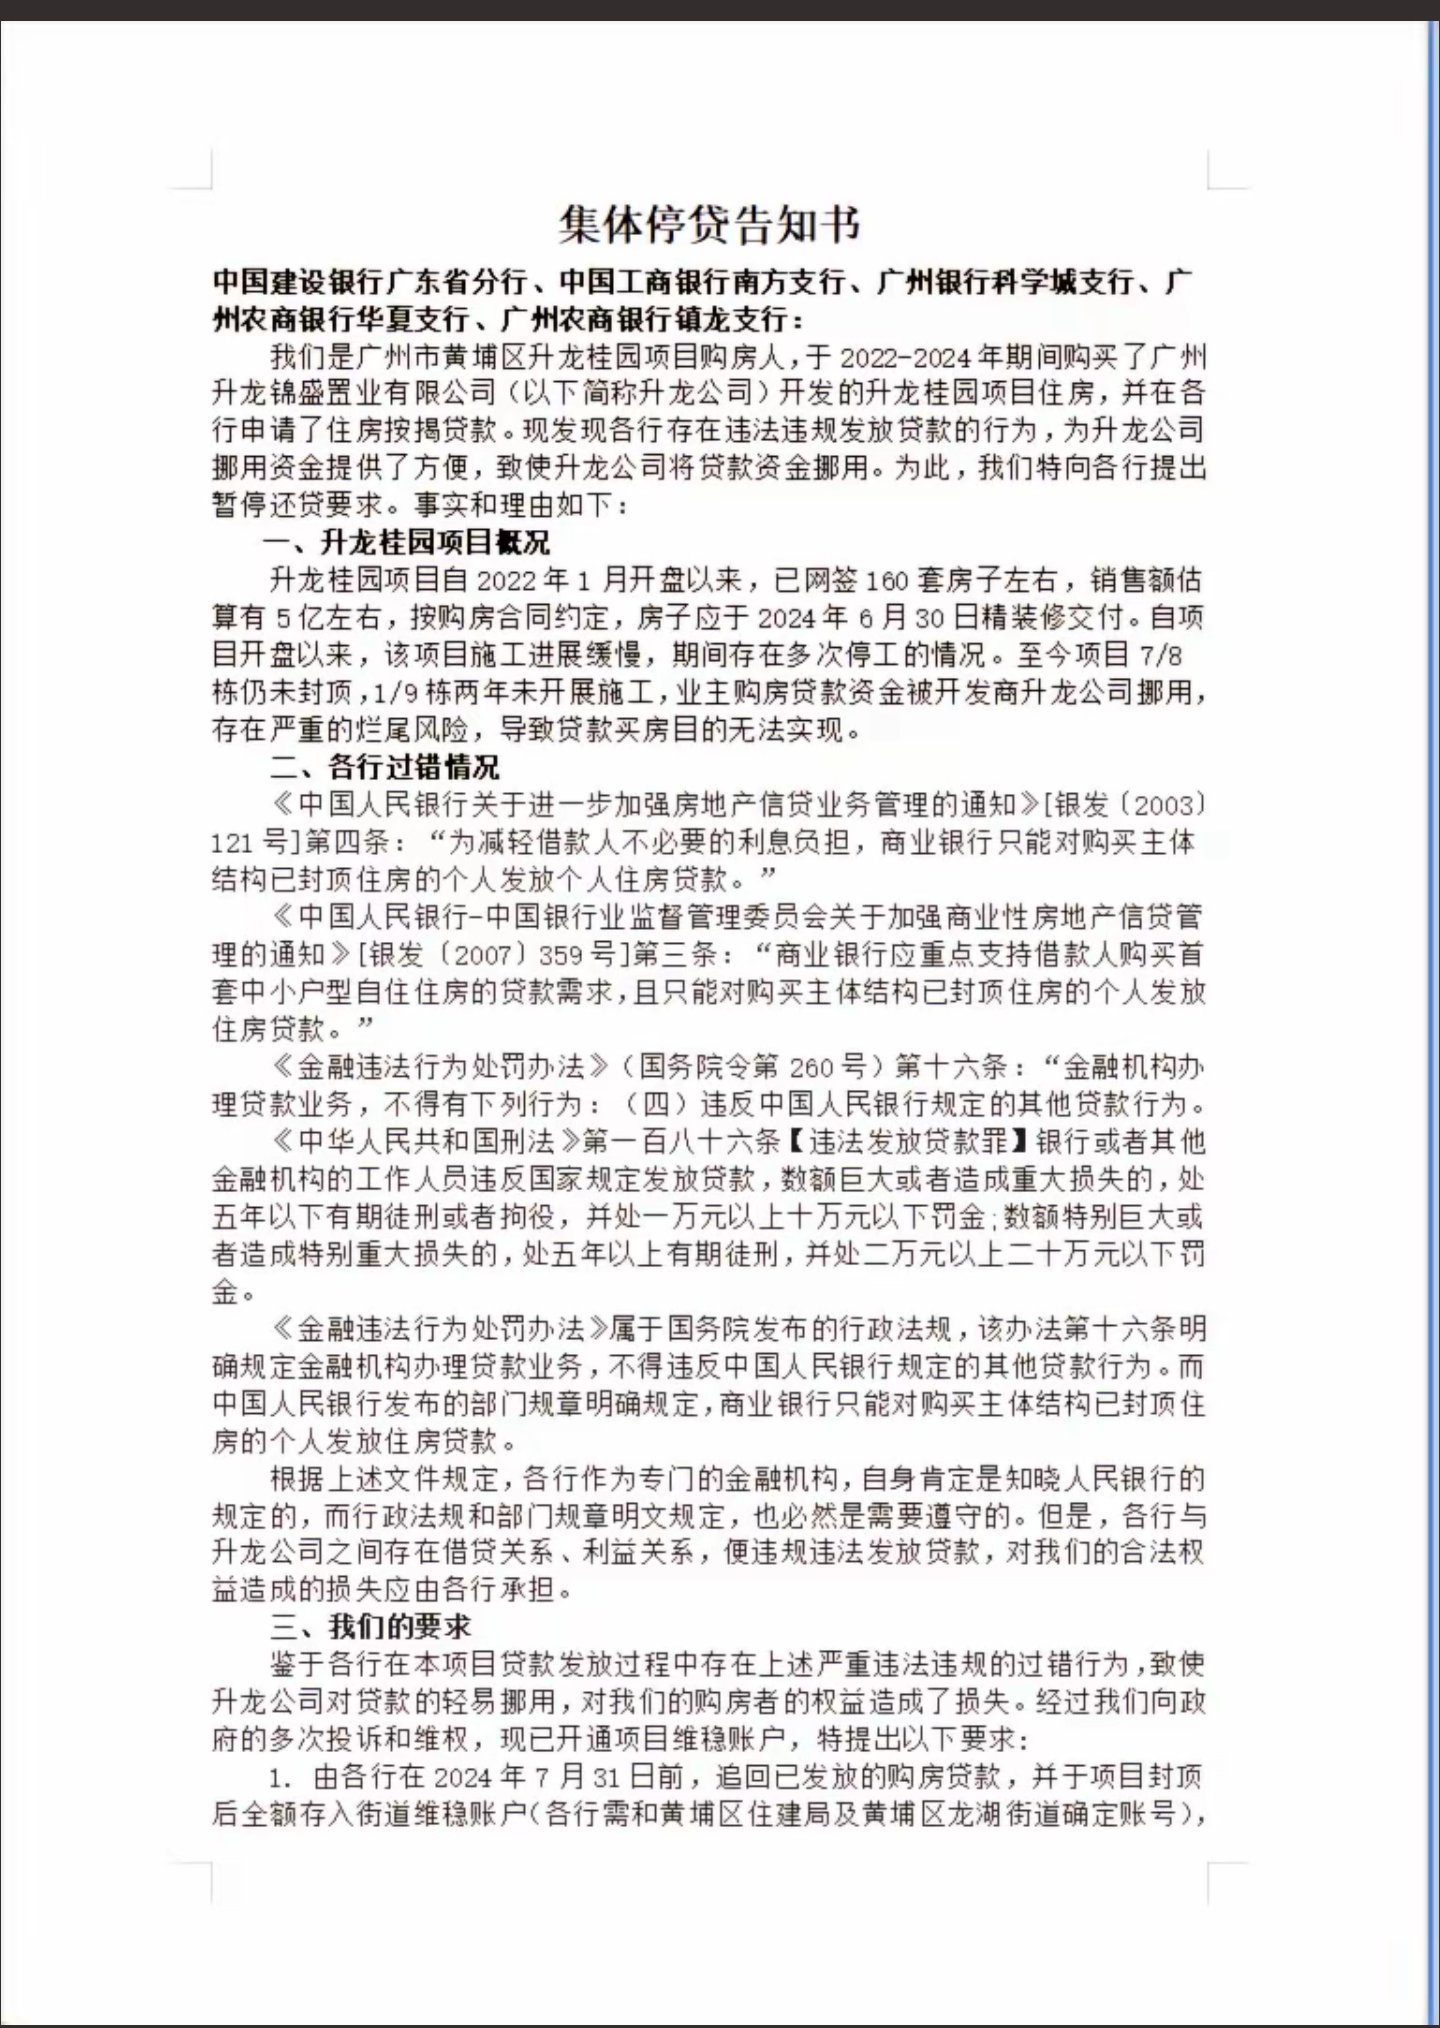 集体停贷告知书
中国建设银行广东省分行、中国工商银行南方支行、广州银行科学城支行、广
州农商银行华夏支行、广州农商银行镇龙支行：
我们是广州市黄埔区升龙桂园项目购房人，于 2022-2024 年期间购买了广州
升龙锦盛置业有限公司（以下简称升龙公司）开发的升龙桂园项目住房，并在各
行申请了住房按揭贷款。现发现各行存在违法违规发放贷款的行为，为升龙公司
挪用资金提供了方便，致使升龙公司将贷款资金挪用。为此，我们特向各行提出
暂停还贷要求。事实和理由如下：
一、升龙桂园项目概况
升龙桂园项目自 2022 年 1 月开盘以来，已网签 160 套房子左右，销售额估
算有 5 亿左右，按购房合同约定，房子应于 2024 年 6 月 30 日精装修交付。自项
目开盘以来，该项目施工进展缓慢，期间存在多次停工的情况。至今项目 7/8
栋仍未封顶，1/9 栋两年未开展施工，业主购房贷款资金被开发商升龙公司挪用，
存在严重的烂尾风险，导致贷款买房目的无法实现。
二、各行过错情况
《中国人民银行关于进一步加强房地产信贷业务管理的通知》[银发〔2003〕
121 号]第四条：“为减轻借款人不必要的利息负担，商业银行只能对购买主体
结构已封顶住房的个人发放个人住房贷款。”
《中国人民银行-中国银行业监督管理委员会关于加强商业性房地产信贷管
理的通知》[银发〔2007〕359 号]第三条：“商业银行应重点支持借款人购买首
套中小户型自住住房的贷款需求，且只能对购买主体结构已封顶住房的个人发放
住房贷款。”
《金融违法行为处罚办法》（国务院令第 260 号）第十六条：“金融机构办
理贷款业务，不得有下列行为：（四）违反中国人民银行规定的其他贷款行为。
《中华人民共和国刑法》第一百八十六条【违法发放贷款罪】银行或者其他
金融机构的工作人员违反国家规定发放贷款，数额巨大或者造成重大损失的，处
五年以下有期徒刑或者拘役，并处一万元以上十万元以下罚金；数额特别巨大或
者造成特别重大损失的，处五年以上有期徒刑，并处二万元以上二十万元以下罚
金。
《金融违法行为处罚办法》属于国务院发布的行政法规，该办法第十六条明
确规定金融机构办理贷款业务，不得违反中国人民银行规定的其他贷款行为。而
中国人民银行发布的部门规章明确规定，商业银行只能对购买主体结构已封顶住
房的个人发放住房贷款。
根据上述文件规定，各行作为专门的金融机构，自身肯定是知晓人民银行的
规定的，而行政法规和部门规章明文规定，也必然是需要遵守的。但是，各行与
升龙公司之间存在借贷关系、利益关系，便违规违法发放贷款，对我们的合法权
益造成的损失应由各行承担。
三、我们的要求
鉴于各行在本项目贷款发放过程中存在上述严重违法违规的过错行为，致使
升龙公司对贷款的轻易挪用，对我们的购房者的权益造成了损失。经过我们向政
府的多次投诉和维权，现已开通项目维稳账户，特提出以下要求：
1. 由各行在 2024 年 7 月 31 日前，追回已发放的购房贷款，并于项目封顶
后全额存入街道维稳账户（各行需和黄埔区住建局及黄埔区龙湖街道确定账号），